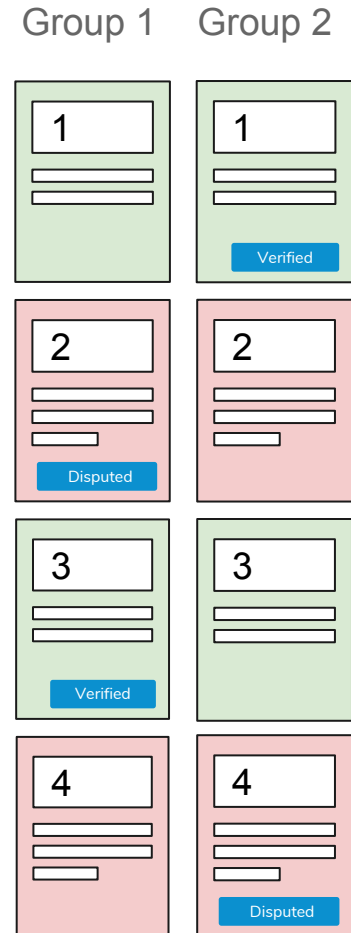 Group 1 Group 2
1 1
Verified
2 2
Disputed
3 3
Verified
4 4
Disputed